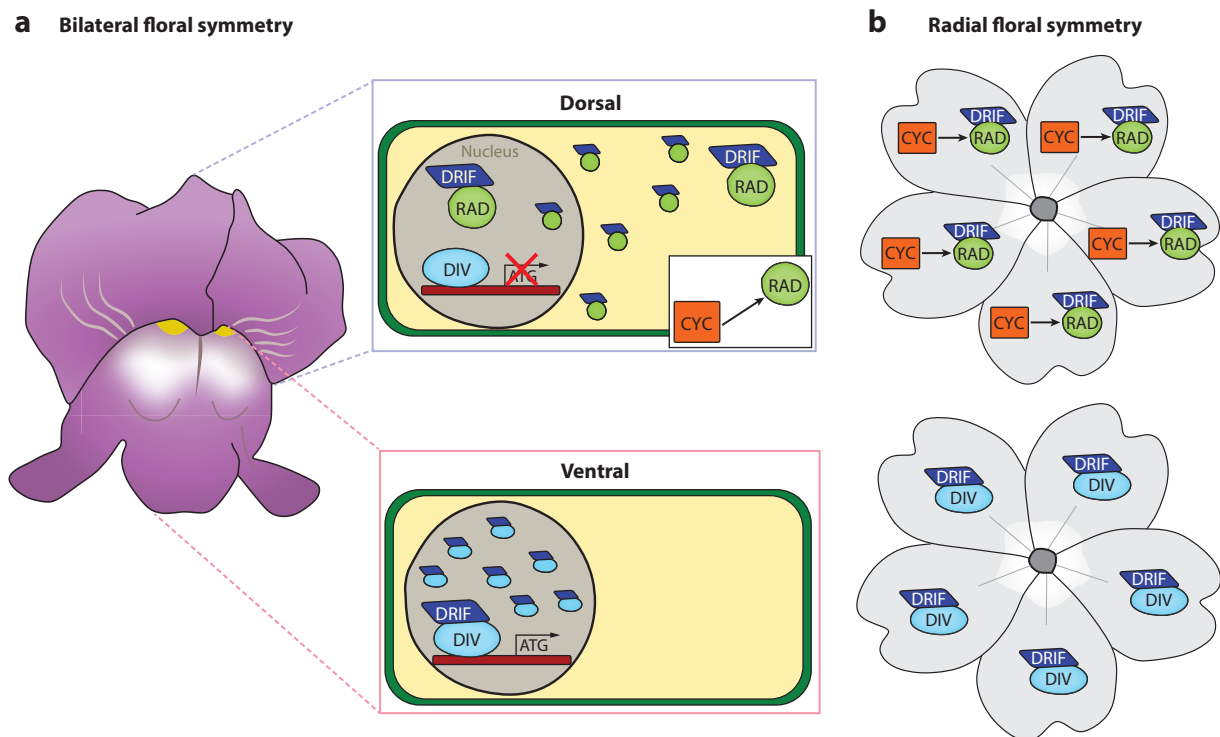 a Bilateral floral symmetry
Dorsal
Nucleus
DRIF
RAD
DIV
ATG
DRIF
RAD
CYC
RAD
Ventral
DRIF
DIV
ATG
b Radial floral symmetry
CYC
DRIF
RAD
CYC
DRIF
RAD
CYC
DRIF
RAD
CYC
DRIF
RAD
CYC
DRIF
RAD
DRIF
DIV
DRIF
DIV
DRIF
DIV
DRIF
DIV
DRIF
DIV